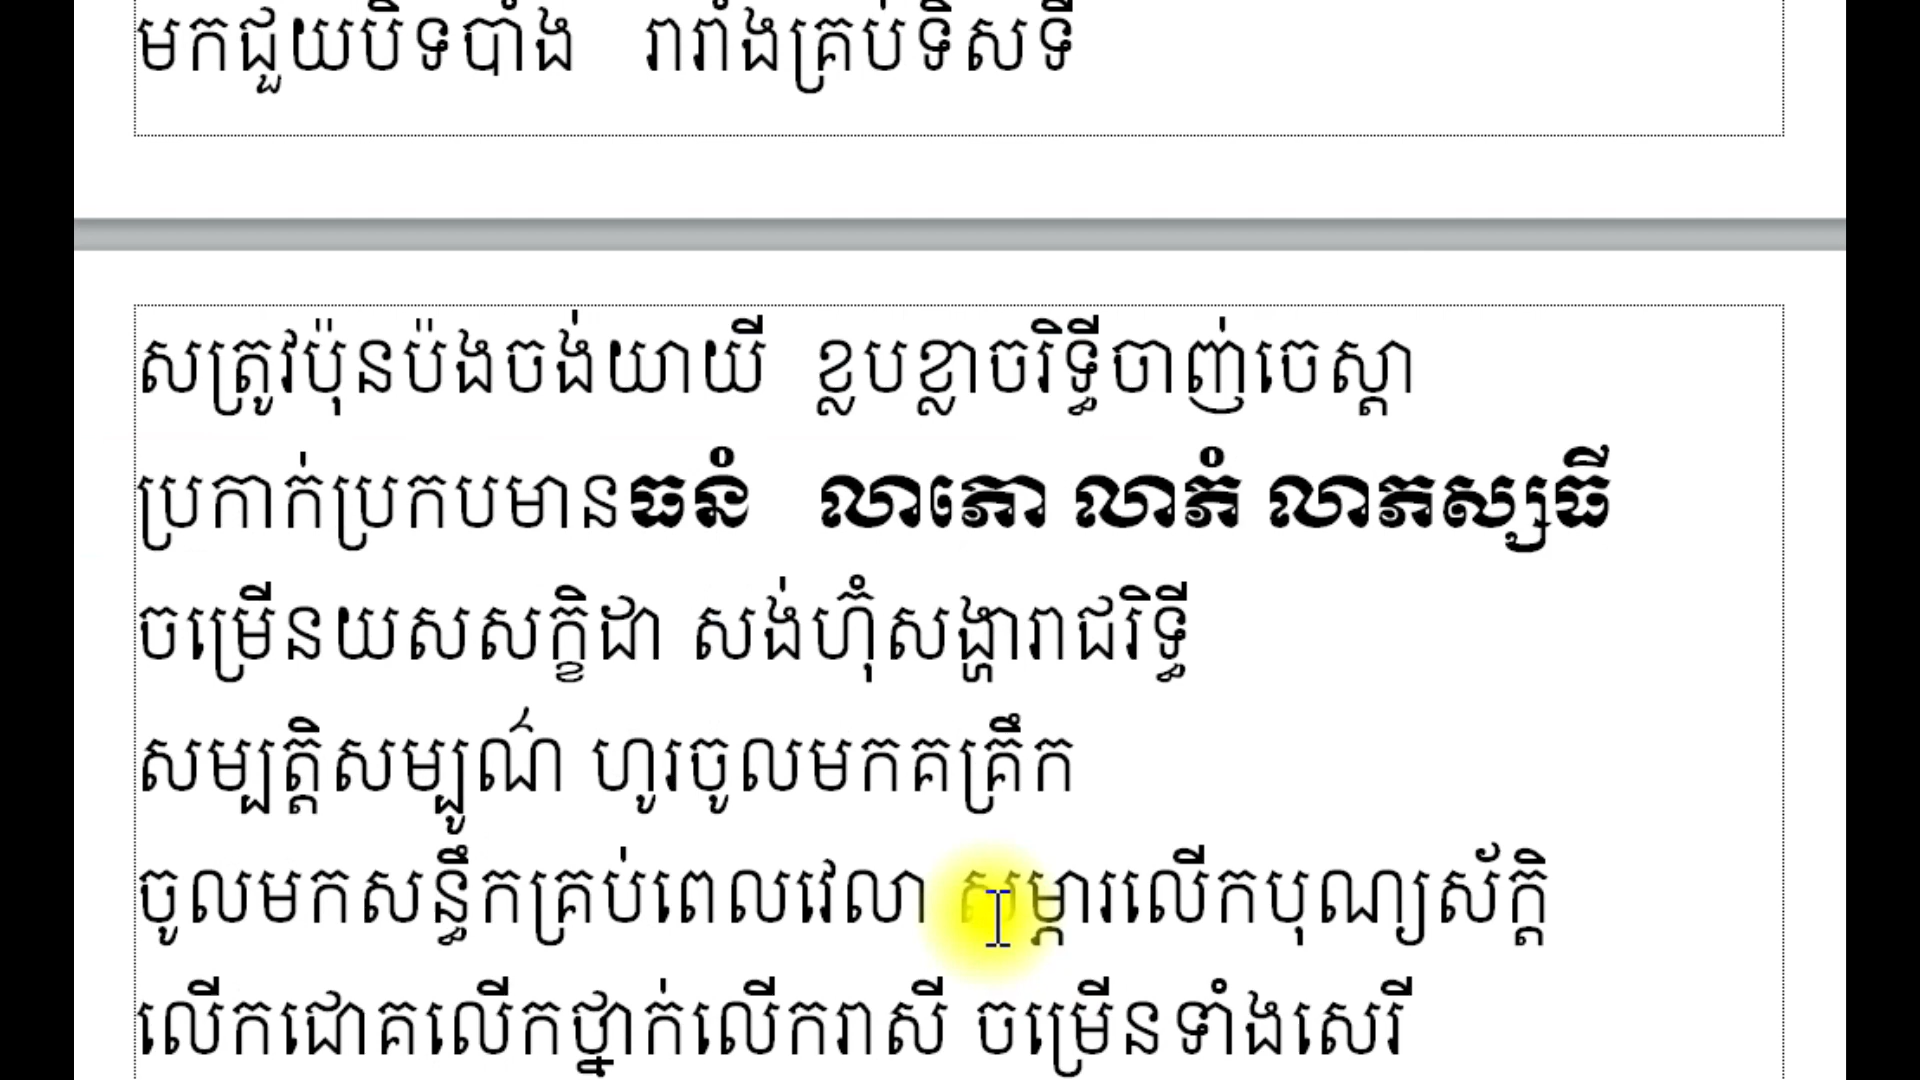 មកជួយបិទបាំង រារាំងគ្រប់ទិសទី
សត្រូវប៉ុនប៉ងចង់យាយី ខ្លបខ្លាចរិទ្ធីចាញ់ចេស្តា
ប្រកាក់ប្រកបមានធនំ លាភោ លាភំ លាភស្សធី
ចម្រើនយសសក្ខិដា សង់ហ៊ុំសង្ហារាជរិទ្ធី
សម្បត្តិសម្បូណ៌ ហូរចូលមកគគ្រឹក
ចូលមកសន្ធឹកគ្រប់ពេលវេលា សម្ភារលើកបុណ្យស័ក្តិ
លើកជោគលើកថ្នាក់លើករាសី ចម្រើនទាំងសេរី